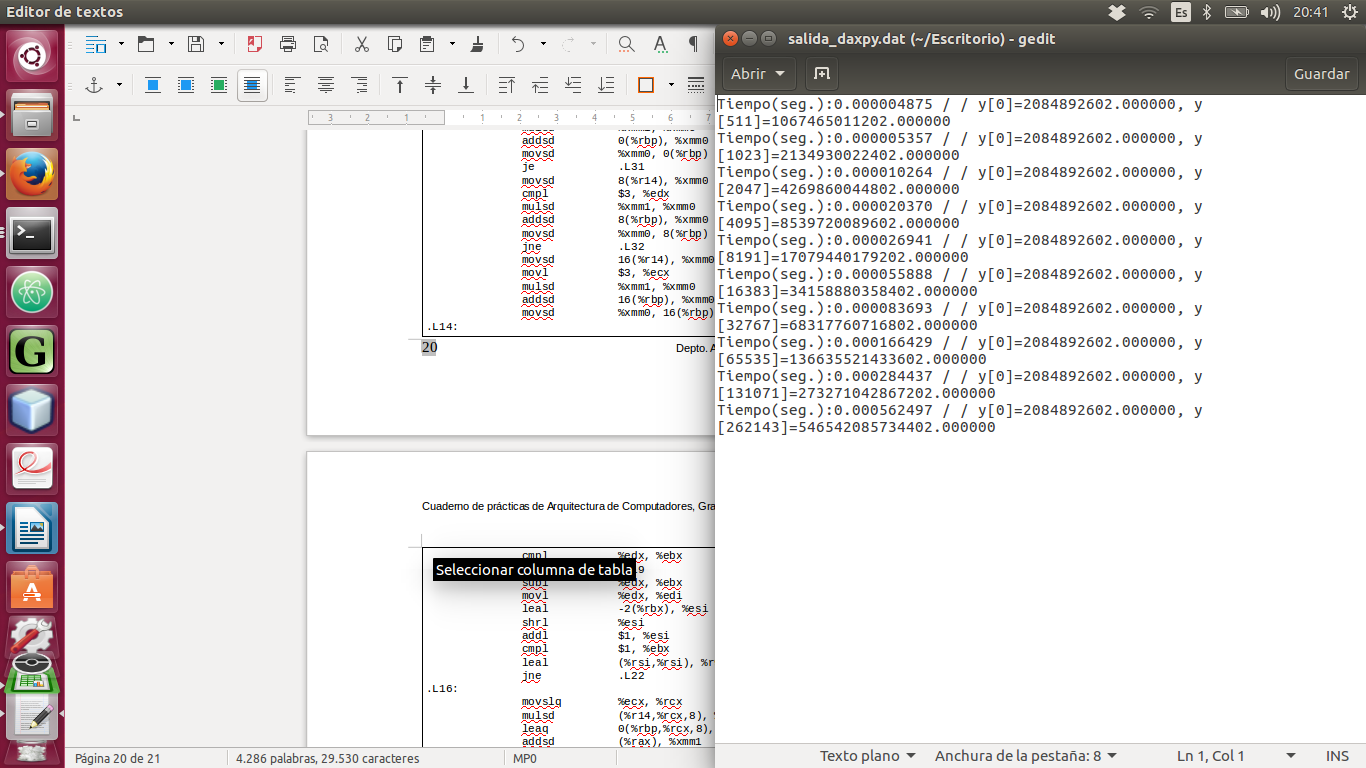 Editor de textos
Es
20:41
salida_daxpy.dat (~/Escritorio) - gedit
Abrir
Guardar
3 2 1 1 2 3 4 5 6 7
addsd 0(%rbp), %xmm0
movsd %xmm0, 0(%rbp)
je .L31
movsd 8(%r14), %xmm0
cmpl $3, %edx
mulsd %xmm1, %xmm0
addsd 8(%rbp), %xmm0
movsd %xmm0, 8(%rbp)
jne .L32
movsd 16(%r14), %xmm0
movl $3, %ecx
mulsd %xmm1, %xmm0
addsd 16(%rbp), %xmm0
movsd %xmm0, 16(%rbp)
.L14:
20 Depto.
Cuaderno de prácticas de Arquitectura de Computadores,
cmpl %edx, %ebx
Seleccionar columna de tabla
subl %edx, %ebx
movl %edx, %edi
leal -2(%rbx), %esi
shrl %esi
addl $1, %esi
cmpl $1, %ebx
leal (%rsi,%rsi),
jne .L22
.L16:
movslq %ecx, %rcx
mulsd (%r14,%rcx,8),
leaq 0(%rbp,%rcx,8),
addsd (%rax), %xmm1
Página 20 de 21
4.286 palabras, 29.530 caracteres
MP0
Tiempo(seg.):0.000004875 / / y[0]=2084892602.000000, y
[511]=1067465011202.000000
Tiempo(seg.):0.000005357 / / y[0]=2084892602.000000, y
[1023]=2134930022402.000000
Tiempo(seg.):0.000010264 / / y[0]=2084892602.000000, y
[2047]=4269860044802.000000
Tiempo(seg.):0.000020370 / / y[0]=2084892602.000000, y
[4095]=8539720089602.000000
Tiempo(seg.):0.000026941 / / y[0]=2084892602.000000, y
[8191]=17079440179202.000000
Tiempo(seg.):0.000055888 / / y[0]=2084892602.000000, y
[16383]=34158880358402.000000
Tiempo(seg.):0.000083693 / / y[0]=2084892602.000000, y
[32767]=68317760716802.000000
Tiempo(seg.):0.000166429 / / y[0]=2084892602.000000, y
[65535]=136635521433602.000000
Tiempo(seg.):0.000284437 / / y[0]=2084892602.000000, y
[131071]=273271042867202.000000
Tiempo(seg.):0.000562497 / / y[0]=2084892602.000000, y
[262143]=546542085734402.000000
Texto plano
Anchura de la pestaña: 8
Ln 1, Col 1
INS